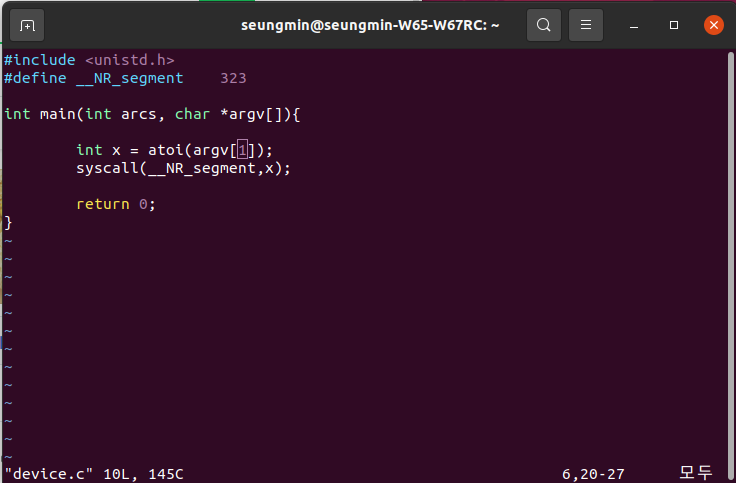 seungmin@seungmin-W65-W67RC: ~
#include <unistd.h>
#define __NR_segment    323
int main(int arcs, char *argv[]){
        int x = atoi(argv[1]);
        syscall(__NR_segment,x);
        return 0;
}
~
~
~
~
~
~
~
~
~
~
~
~
~
"device.c" 10L, 145C                                          6,20-27      모두